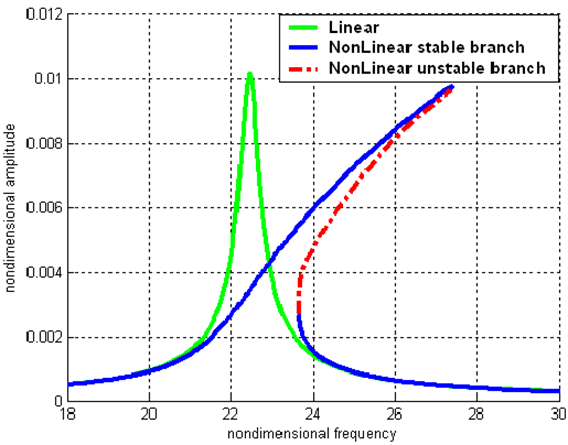 0.012
0.01
0.008
0.006
0.004
0.002
0
nondimensional amplitude
Linear
NonLinear stable branch
NonLinear unstable branch
18 20 22 24 26 28 30
nondimensional frequency